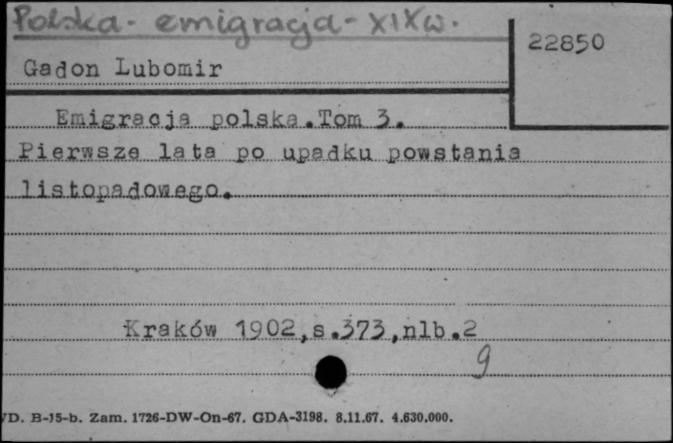 Polska - emigracja - XIX w.
22850
Gadon Lubomir
Emigracja polska.Tom 3.
Pierwsze lata po upadku powstania
listopadowego.
Kraków 1902,s.373,nlb.2
9
/D. B-15-b. Zam. 1726-DW-On-67. GDA-3198. 8.11.67. 4.630.000.